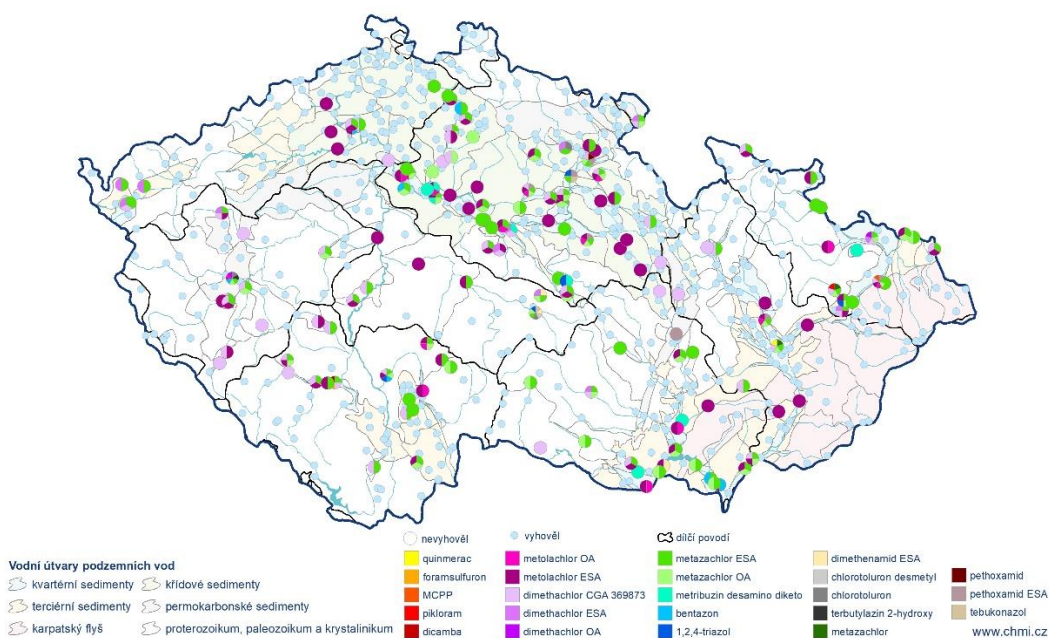 nevyhověl
vyhověl
dílčí povodí
quinmerac
foramsulfuron
MCPP
pikloram
dicamba
metolachlor OA
metolachlor ESA
dimethachlor CGA 369873
dimethachlor ESA
dimethachlor OA
metazachlor ESA
metazachlor OA
metribuzin desamino diketo
bentazon
1,2,4-triazol
dimethenamid ESA
chlorotoluron desmetyl
chlorotoluron
terbutylazin 2-hydroxy
metazachlor
pethoxamid
pethoxamid ESA
tebukonazol
Vodní útvary podzemních vod
kvartérní sedimenty
křídové sedimenty
terciérní sedimenty
permokarbonské sedimenty
karpatský flyš
proterozoikum, paleozoikum a krystalinikum
www.chmi.cz